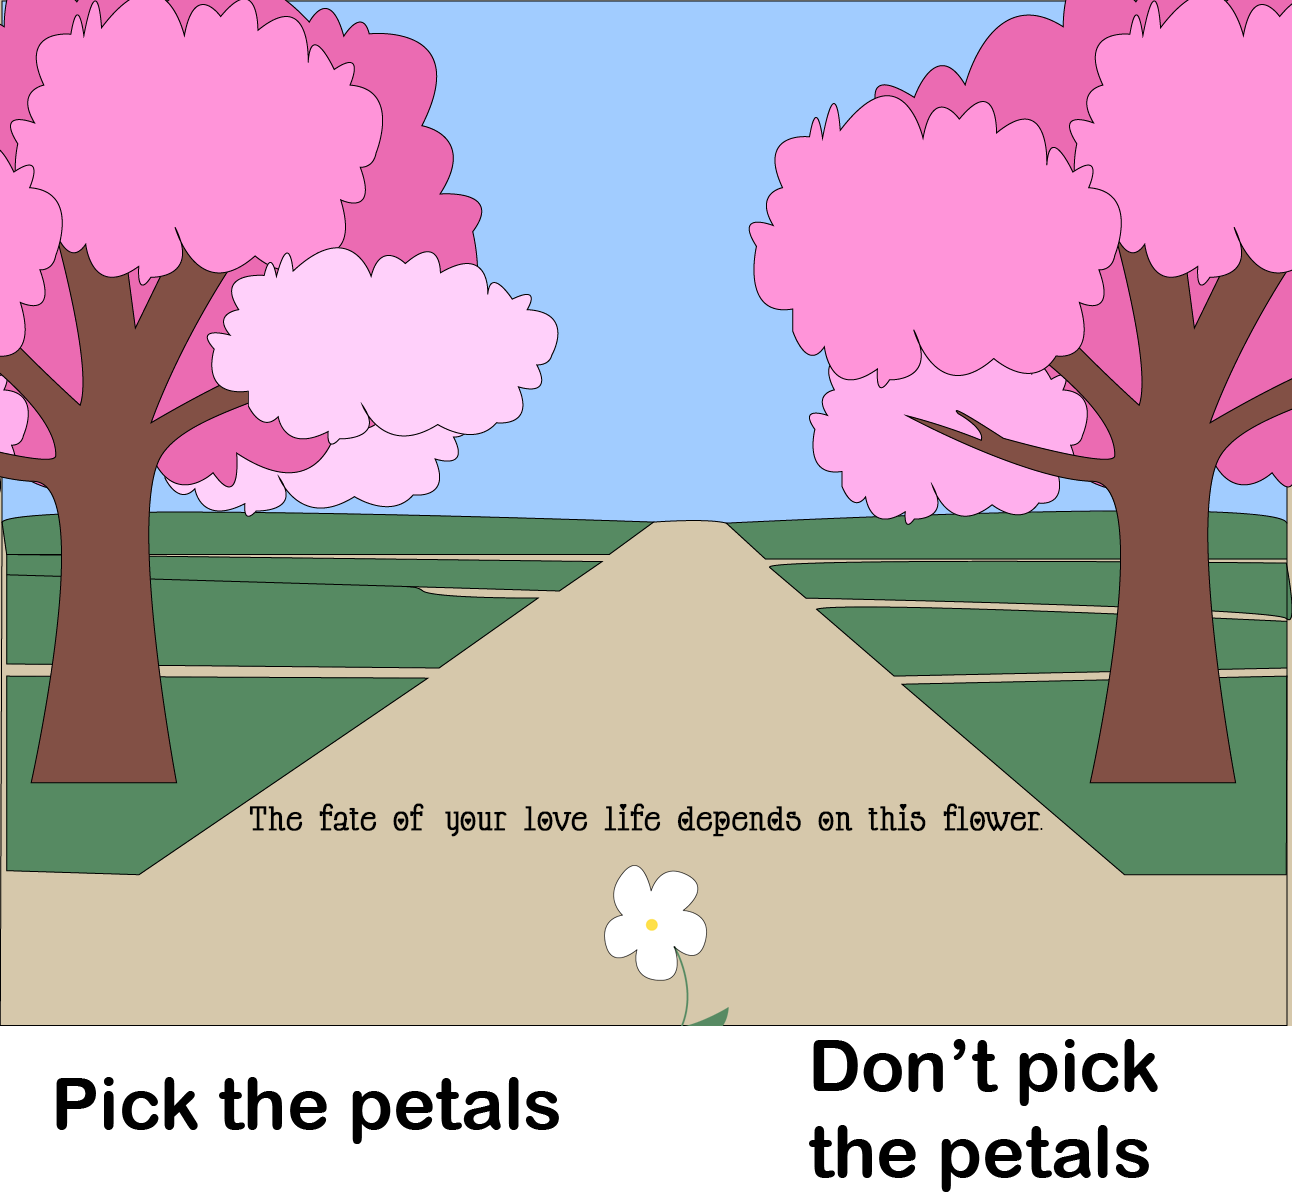 The fate of your love life depends on this flower.
Pick the petals
Don't pick
the petals